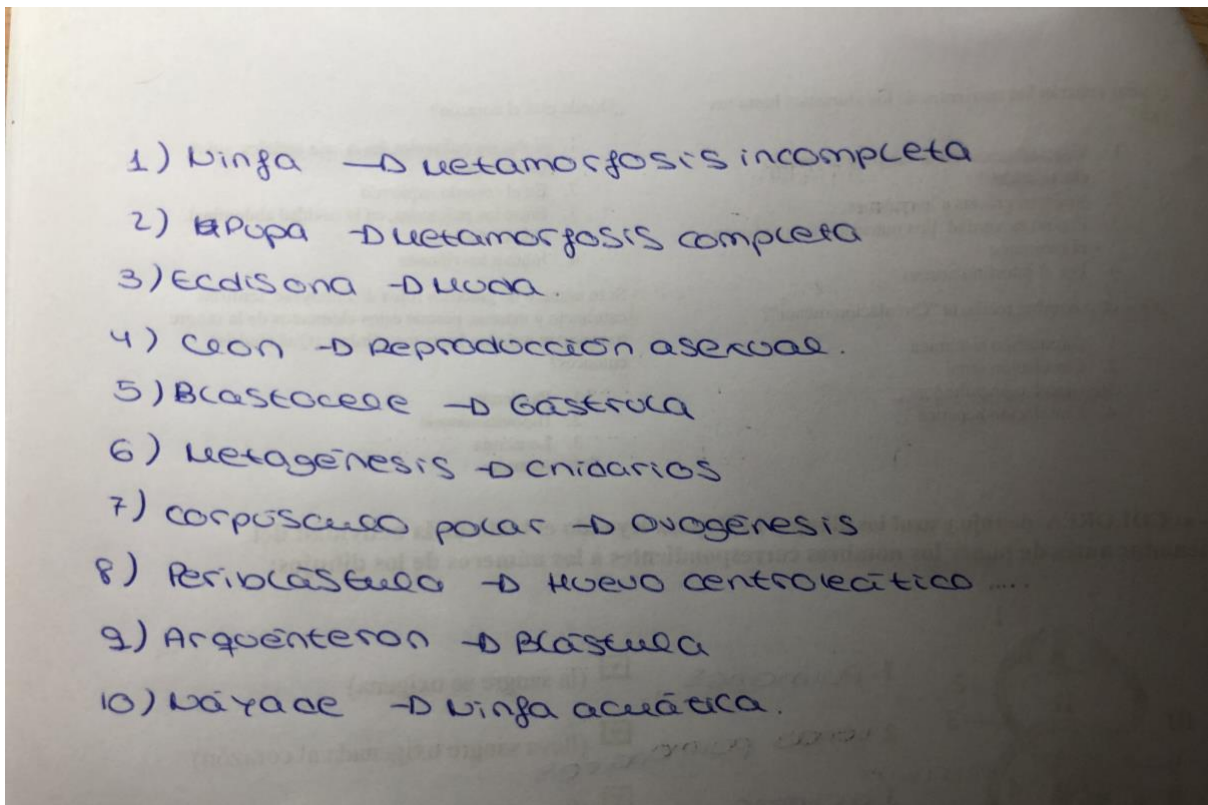 1) Ninfa → Metamorfosis incompleta
2) Pupa → Metamorfosis completa
3) Ecdisona → Muda
4) Clon → Reproducción asexual.
5) Blastocele → Gástrula
6) Metagénesis → Cnidarios
7) Corpúsculo polar → Ovogénesis
8) Periblástula → Huevo centrolecítico ....
9) Arquénteron → Blástula
10) Náyade → Ninfa acuática.